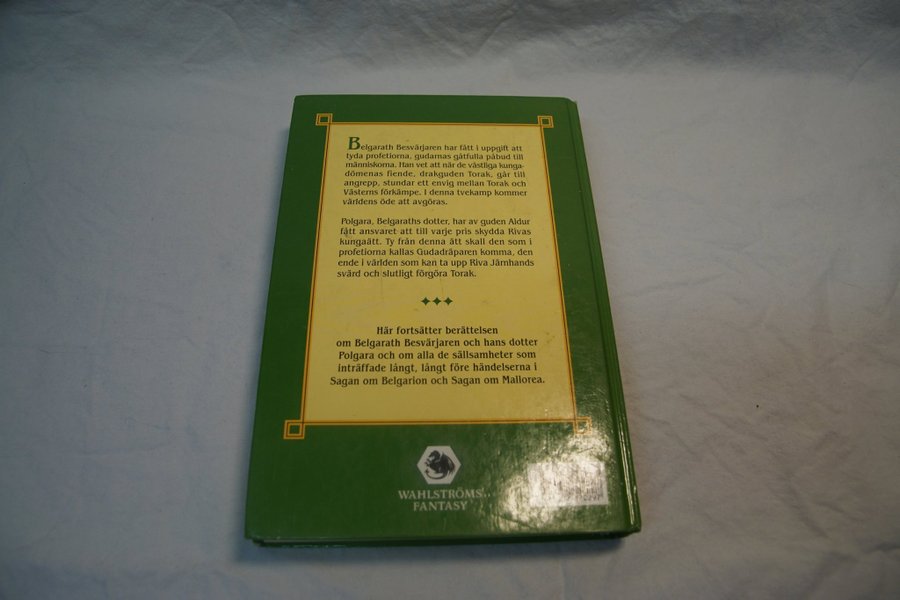 Belgarath Besvärjaren har fått i uppgift att
tyda profetiorna, gudarnas gåtfulla påbud till
människorna. Han vet att när de västliga kunga-
dömenas fiende, drakguden Torak, går till
angrepp, stundar ett envig mellan Torak och
Västerns förkämpe. I denna tvekamp kommer
världens öde att avgöras.
Polgara, Belgaraths dotter, har av guden Aldur
fått ansvaret att till varje pris skydda Rivas
kungaätt. Ty från denna ätt skall den som i
profetiorna kallas Gudadråparen komma, den
ende i världen som kan ta upp Riva Järnhands
svärd och slutligt förgöra Torak.
Här fortsätter berättelsen
om Belgarath Besvärjaren och hans dotter
Polgara och om alla de sällsamheter som
inträffade långt, långt före händelserna i
Sagan om Belgarion och Sagan om Mallorea.
WAHLSTRÖMS
FANTASY